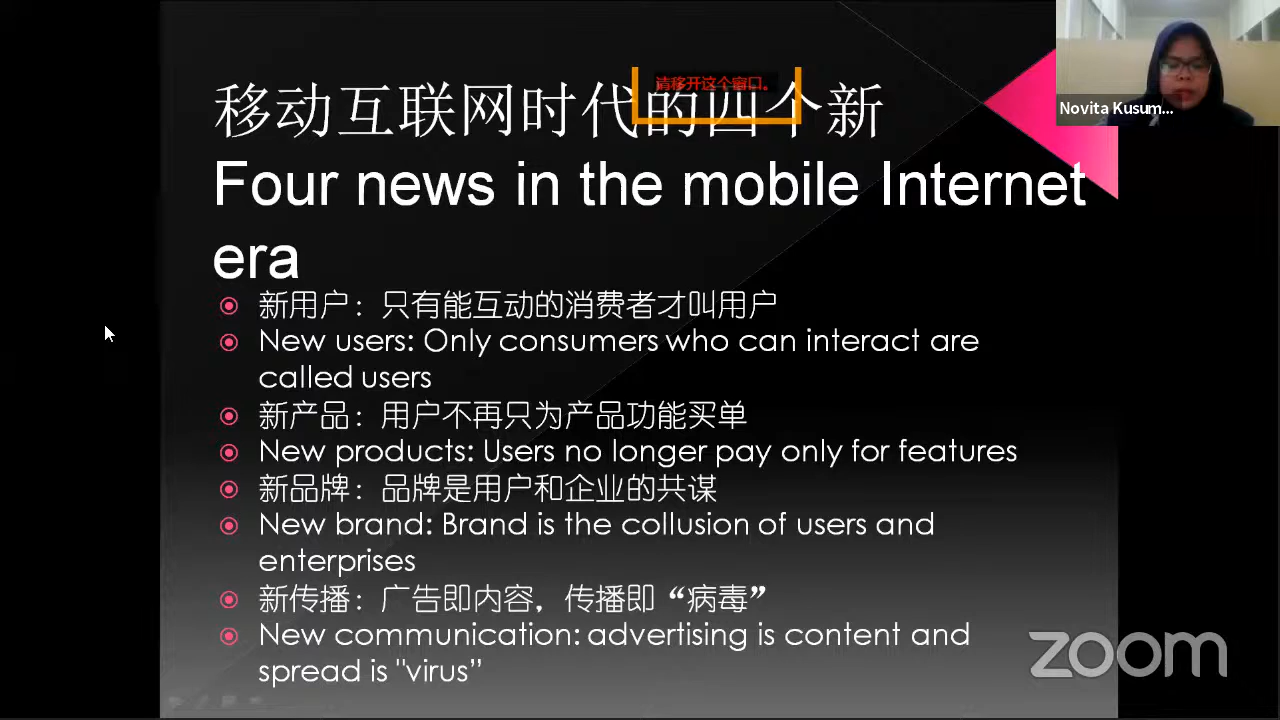 请移开这个窗口。
移动互联网时代的四个新
Four news in the mobile Internet
era
Novita Kusum...
新用户：只有能互动的消费者才叫用户
New users: Only consumers who can interact are
called users
新产品：用户不再只为产品功能买单
New products: Users no longer pay only for features
新品牌：品牌是用户和企业的共谋
New brand: Brand is the collusion of users and
enterprises
新传播：广告即内容，传播即“病毒”
New communication: advertising is content and
spread is "virus”
zoom